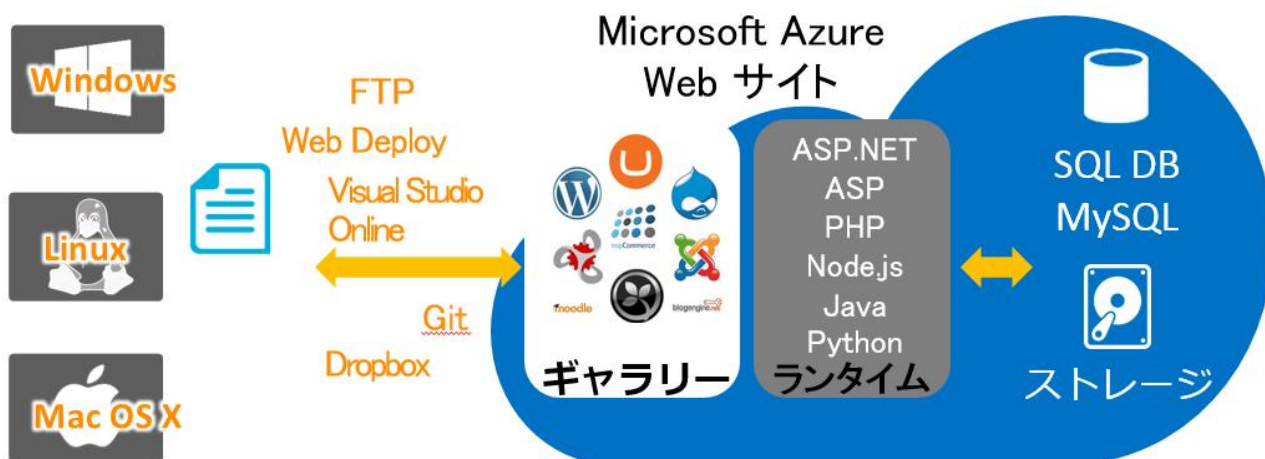 Windows
Linux
Mac OS X
FTP
Web Deploy
Visual Studio
Online
Git
Dropbox
Microsoft Azure
Web サイト
nopCommerce
moodle
blogengine.net
ギャラリー
ASP.NET
ASP
PHP
Node.js
Java
Python
ランタイム
SQL DB
MySQL
ストレージ